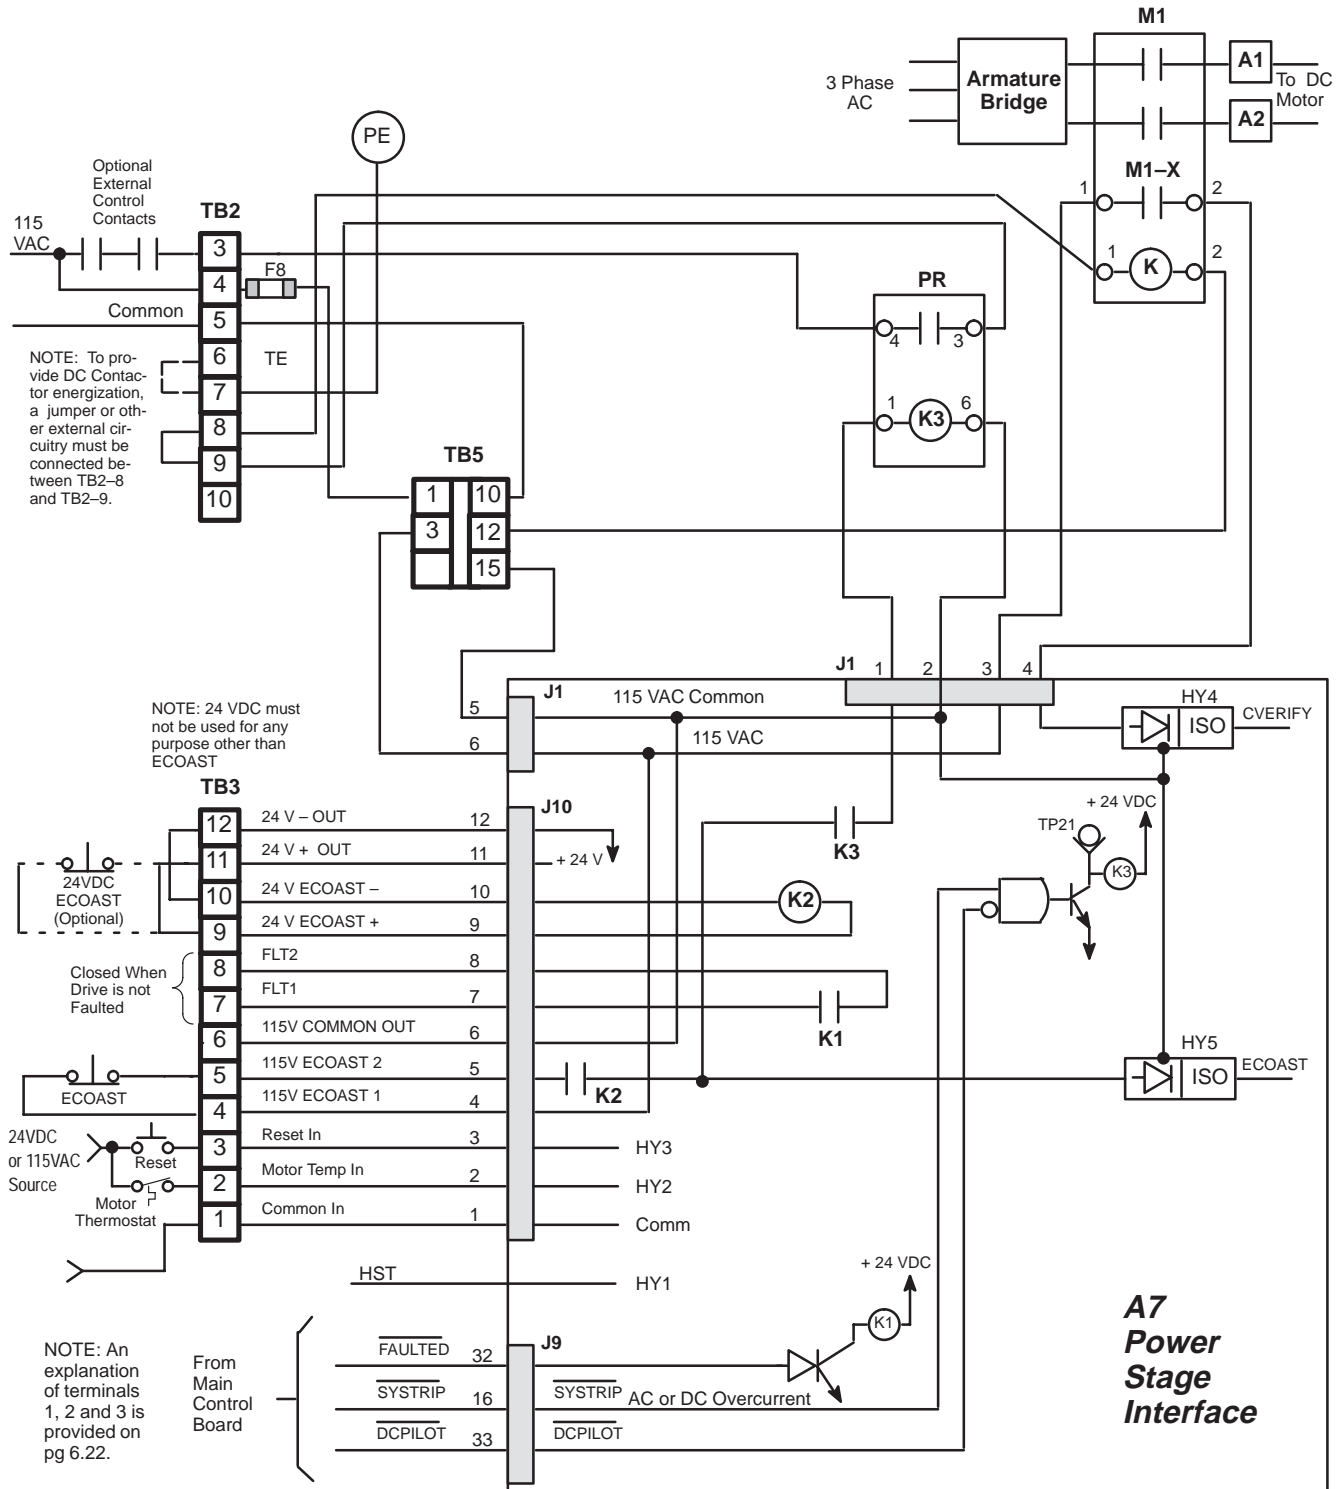 M1
3 Phase
AC
Armature
Bridge
A1
A2
To DC
Motor
M1–X
1
2
1
K
2
PE
Optional
External
Control
Contacts
115
VAC
TB2
3
4
F8
Common
5
6
TE
7
8
9
10
NOTE: To pro-
vide DC Contac-
tor energization,
a jumper or oth-
er external cir-
cuitry must be
connected be-
tween TB2–8
and TB2–9.
PR
4
3
1
K3
6
TB5
1
10
3
12
15
J1
1
2
3
4
J1
5
115 VAC Common
6
115 VAC
HY4
ISO
CVERIFY
NOTE: 24 VDC must
not be used for any
purpose other than
ECOAST
TB3
J10
12
24 V – OUT
12
11
24 V + OUT
11
+ 24 V
10
24 V ECOAST –
10
K2
9
24 V ECOAST +
9
8
FLT2
8
7
FLT1
7
K1
6
115V COMMON OUT
6
5
115V ECOAST 2
5
K2
4
115V ECOAST 1
4
3
Reset In
3
HY3
2
Motor Temp In
2
HY2
1
Common In
1
Comm
24VDC
ECOAST
(Optional)
Closed When
Drive is not
Faulted
ECOAST
24VDC
or 115VAC
Source
Reset
Motor
Thermostat
K3
+ 24 VDC
TP21
K3
HY5
ISO
ECOAST
HST
HY1
+ 24 VDC
K1
J9
FAULTED
32
SYSTRIP
16
SYSTRIP
AC or DC Overcurrent
DCPILOT
33
DCPILOT
From
Main
Control
Board
NOTE: An
explanation
of terminals
1, 2 and 3 is
provided on
pg 6.22.
A7
Power
Stage
Interface